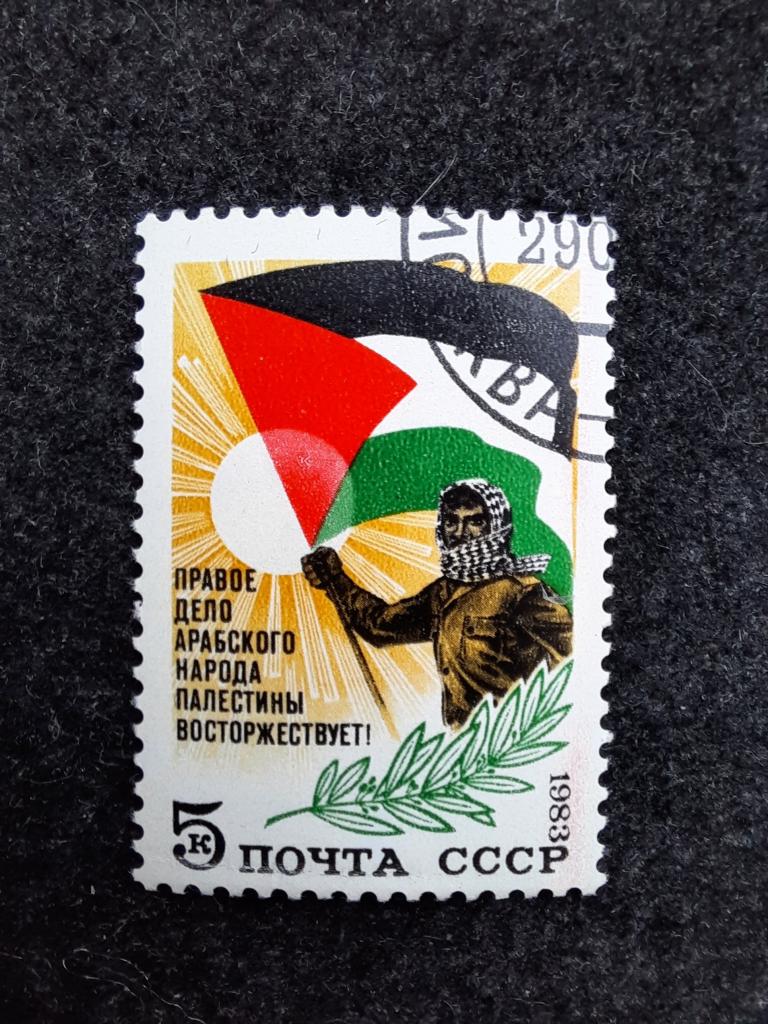 290
ПРАВОЕ
ДЕЛО
АРАБСКОГО
НАРОДА
ПАЛЕСТИНЫ
ВОСТОРЖЕСТВУЕТ!
1983
5к ПОЧТА СССР